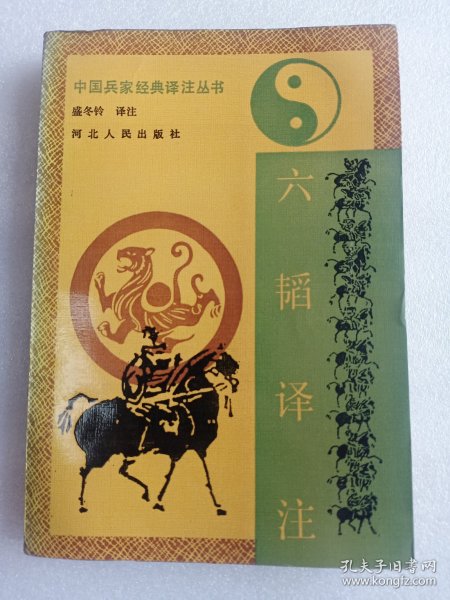 中国兵家经典译注丛书
盛冬铃 译注
河北人民出版社
六韬译注
孔夫子旧书网
www.kongfz.com